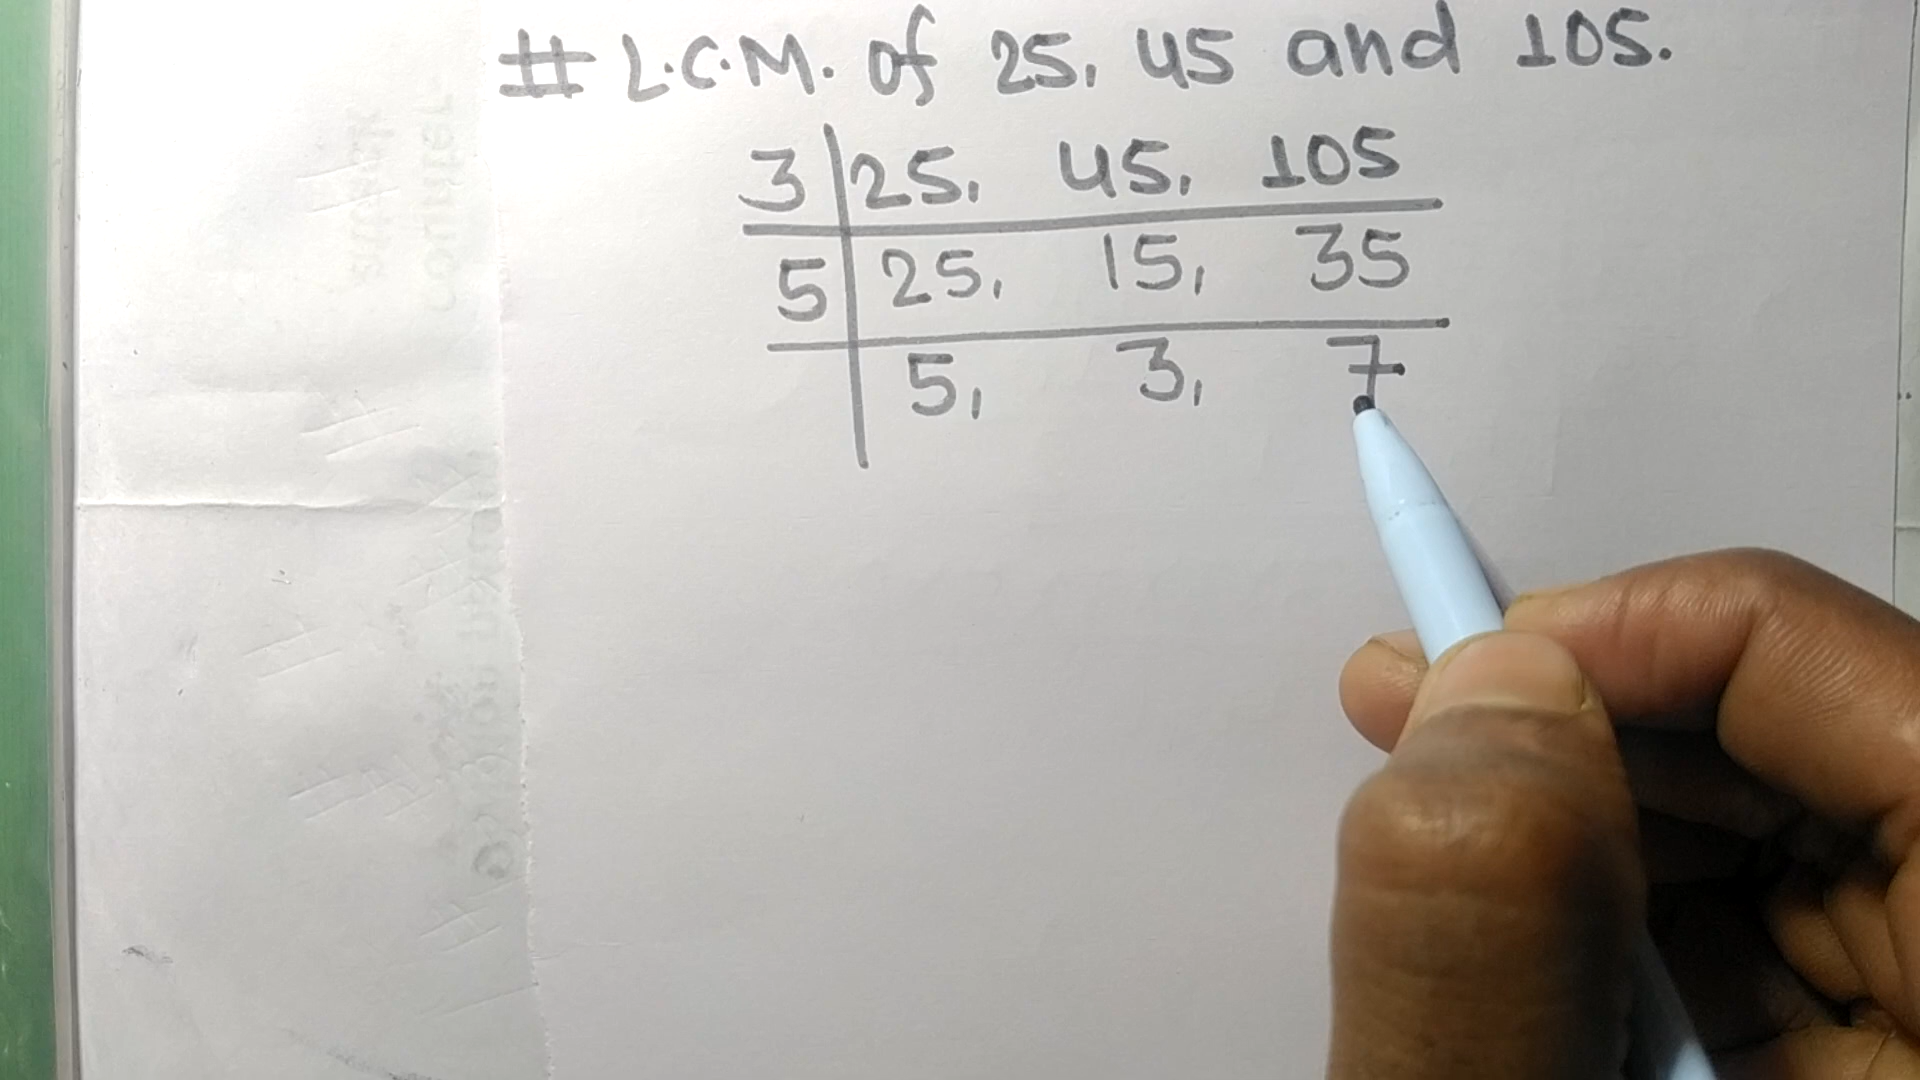 # L.C.M. of 25, 45 and 105.
3 25, 45, 105
5 25, 15, 35
5, 3, 7